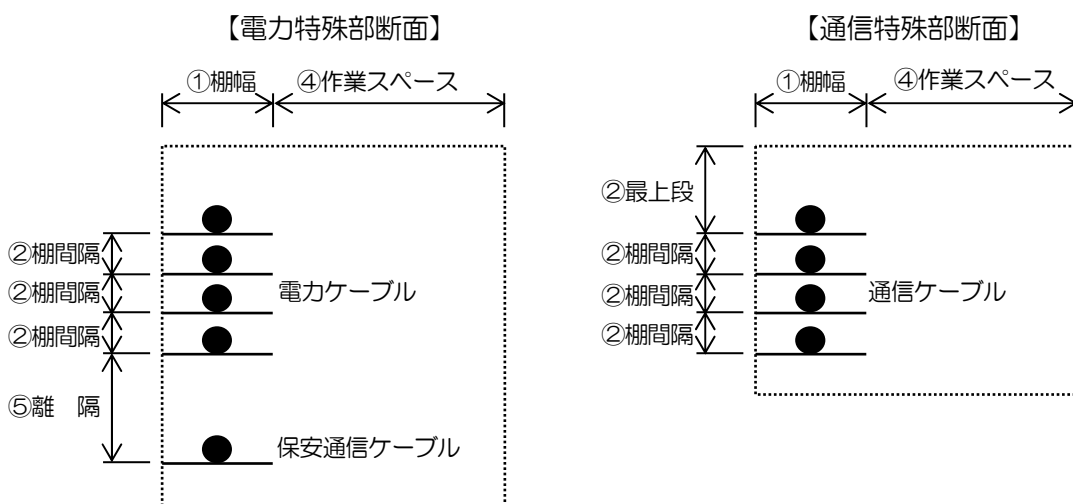 【電力特殊部断面】
①棚幅 ④作業スペース
②棚間隔
②棚間隔
電力ケーブル
②棚間隔
⑤離　隔
保安通信ケーブル
【通信特殊部断面】
①棚幅 ④作業スペース
②最上段
②棚間隔
②棚間隔
通信ケーブル
②棚間隔